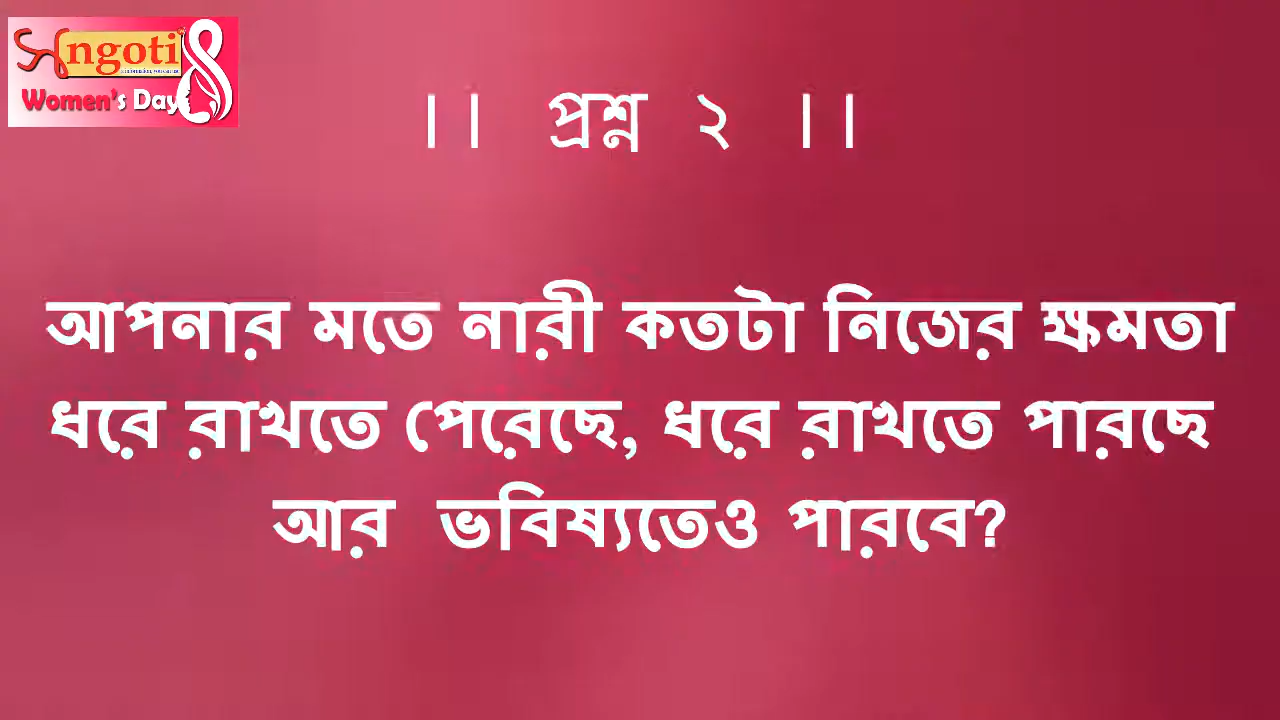 সংngoti
Women's Day
।। প্রশ্ন ২ ।।
আপনার মতে নারী কতটা নিজের ক্ষমতা
ধরে রাখতে পেরেছে, ধরে রাখতে পারছে
আর ভবিষ্যতেও পারবে?